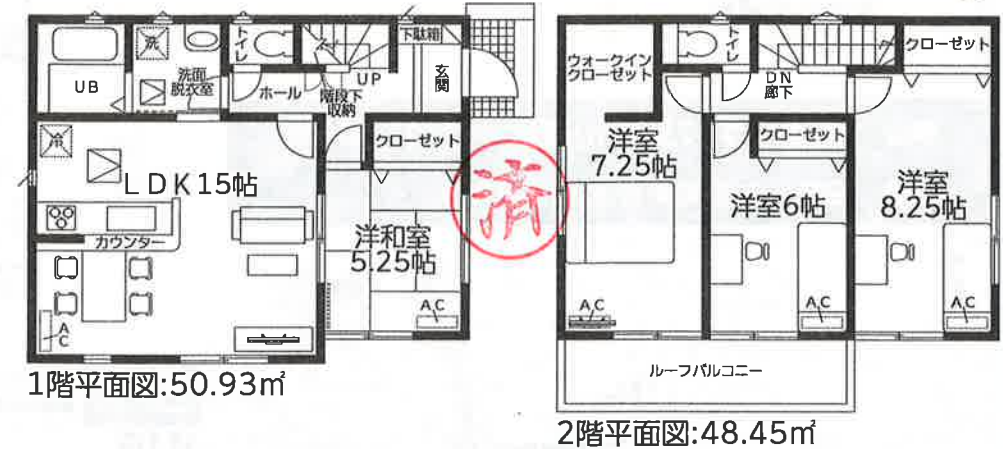 洗
トイレ
下駄箱
UB
洗面
脱衣室
ホール
UP
階段下
収納
玄関
冷
クローゼット
LDK15帖
洋和室
5.25帖
カウンター
AC
A,C
1階平面図:50.93㎡
済
ウォークイン
クローゼット
トイレ
DN
廊下
クローゼット
クローゼット
洋室
7.25帖
洋室6帖
洋室
8.25帖
A,C
A,C
A,C
ルーフバルコニー
2階平面図:48.45㎡